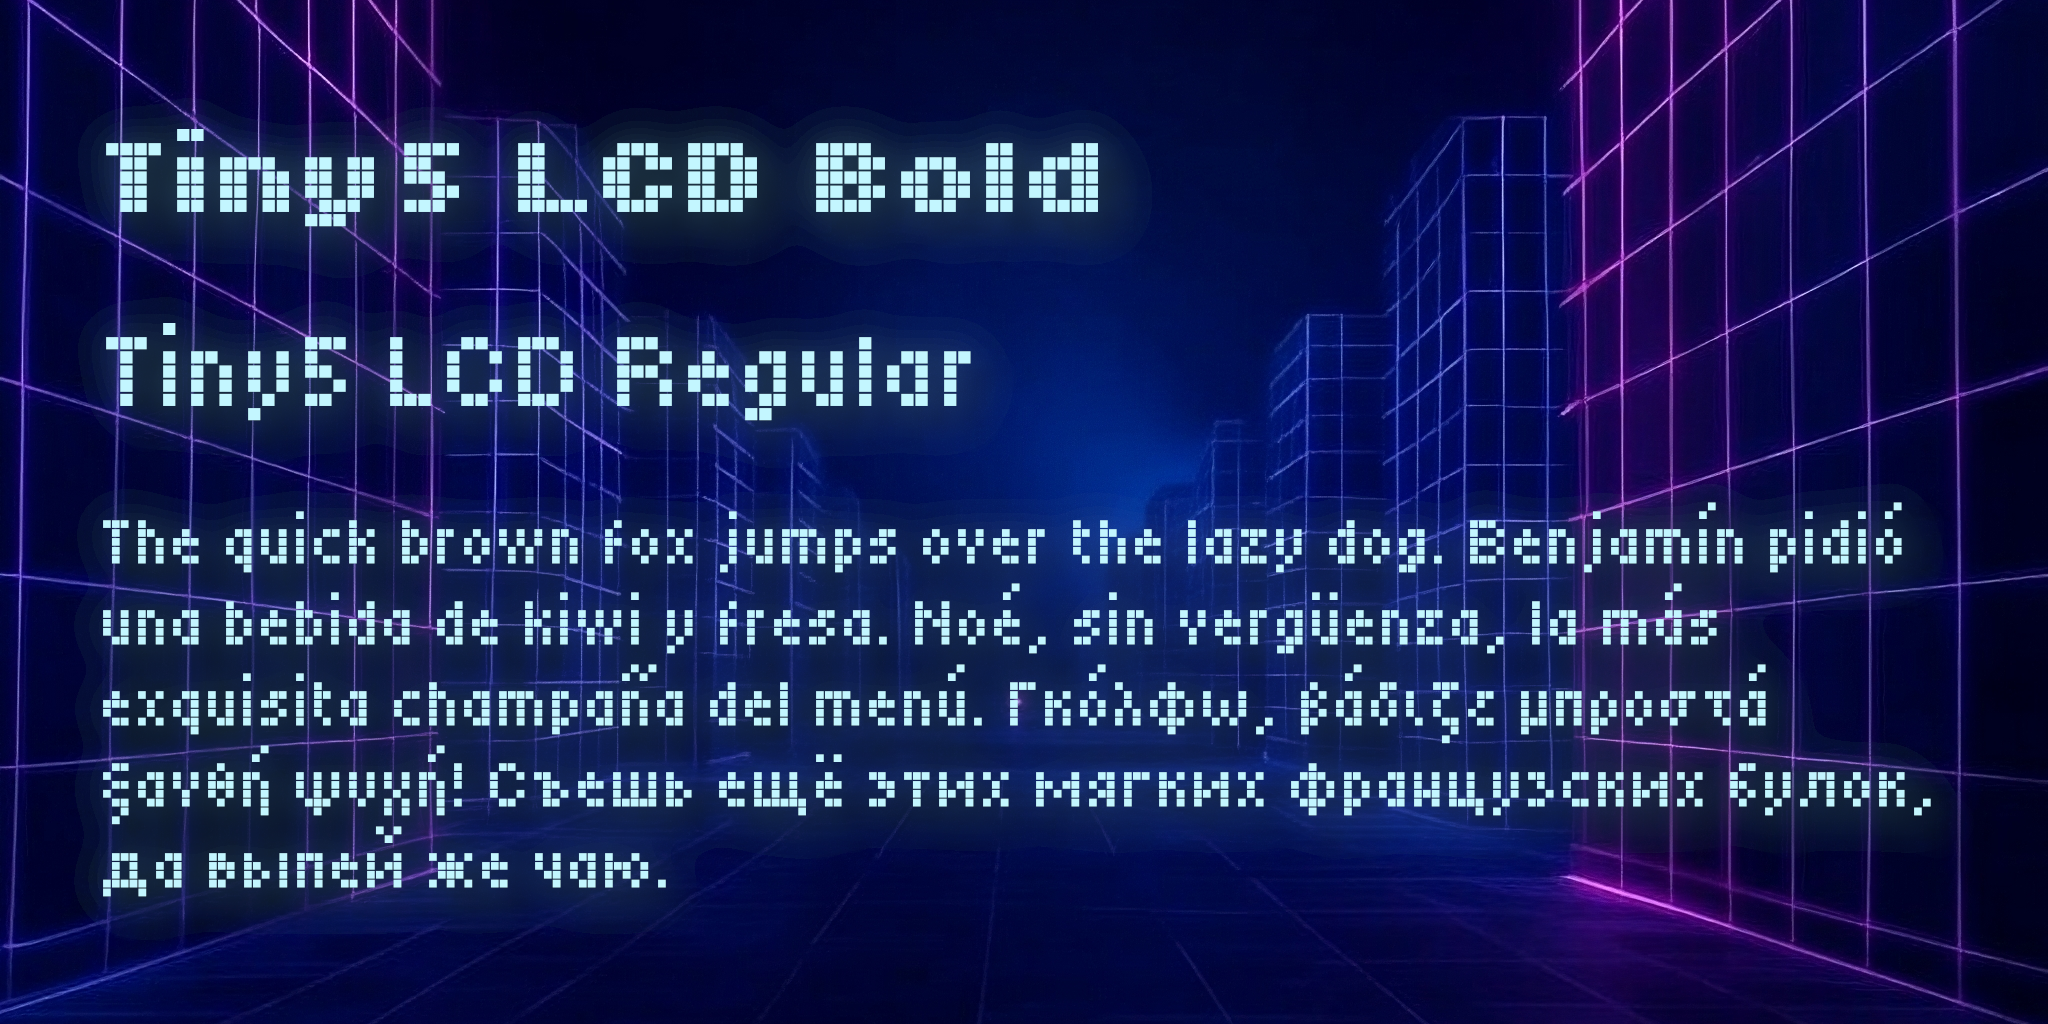 Tiny5 LCD Bold
Tiny5 LCD Regular
The quick brown fox jumps over the lazy dog. Benjamín pidió
una bebida de kiwi y fresa. Noé, sin vergüenza, la más
exquisita champaña del menú. Γκόλφω, βάδιζε μπροστά
ξανθή ψυχή! Съешь ещё этих мягких французских булок,
да выпей же чаю.